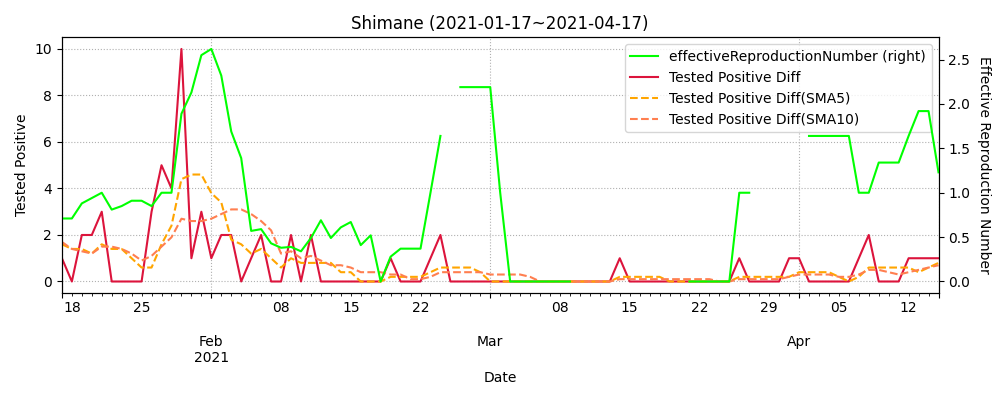 Shimane (2021-01-17~2021-04-17)
effectiveReproductionNumber (right)
Tested Positive Diff
Tested Positive Diff(SMA5)
Tested Positive Diff(SMA10)
Tested Positive
10
8
6
4
2
0
Effective Reproduction Number
2.5
2.0
1.5
1.0
0.5
0.0
18 25 08 15 22 08 15 22 29 05 12
Feb Mar Apr
2021
Date